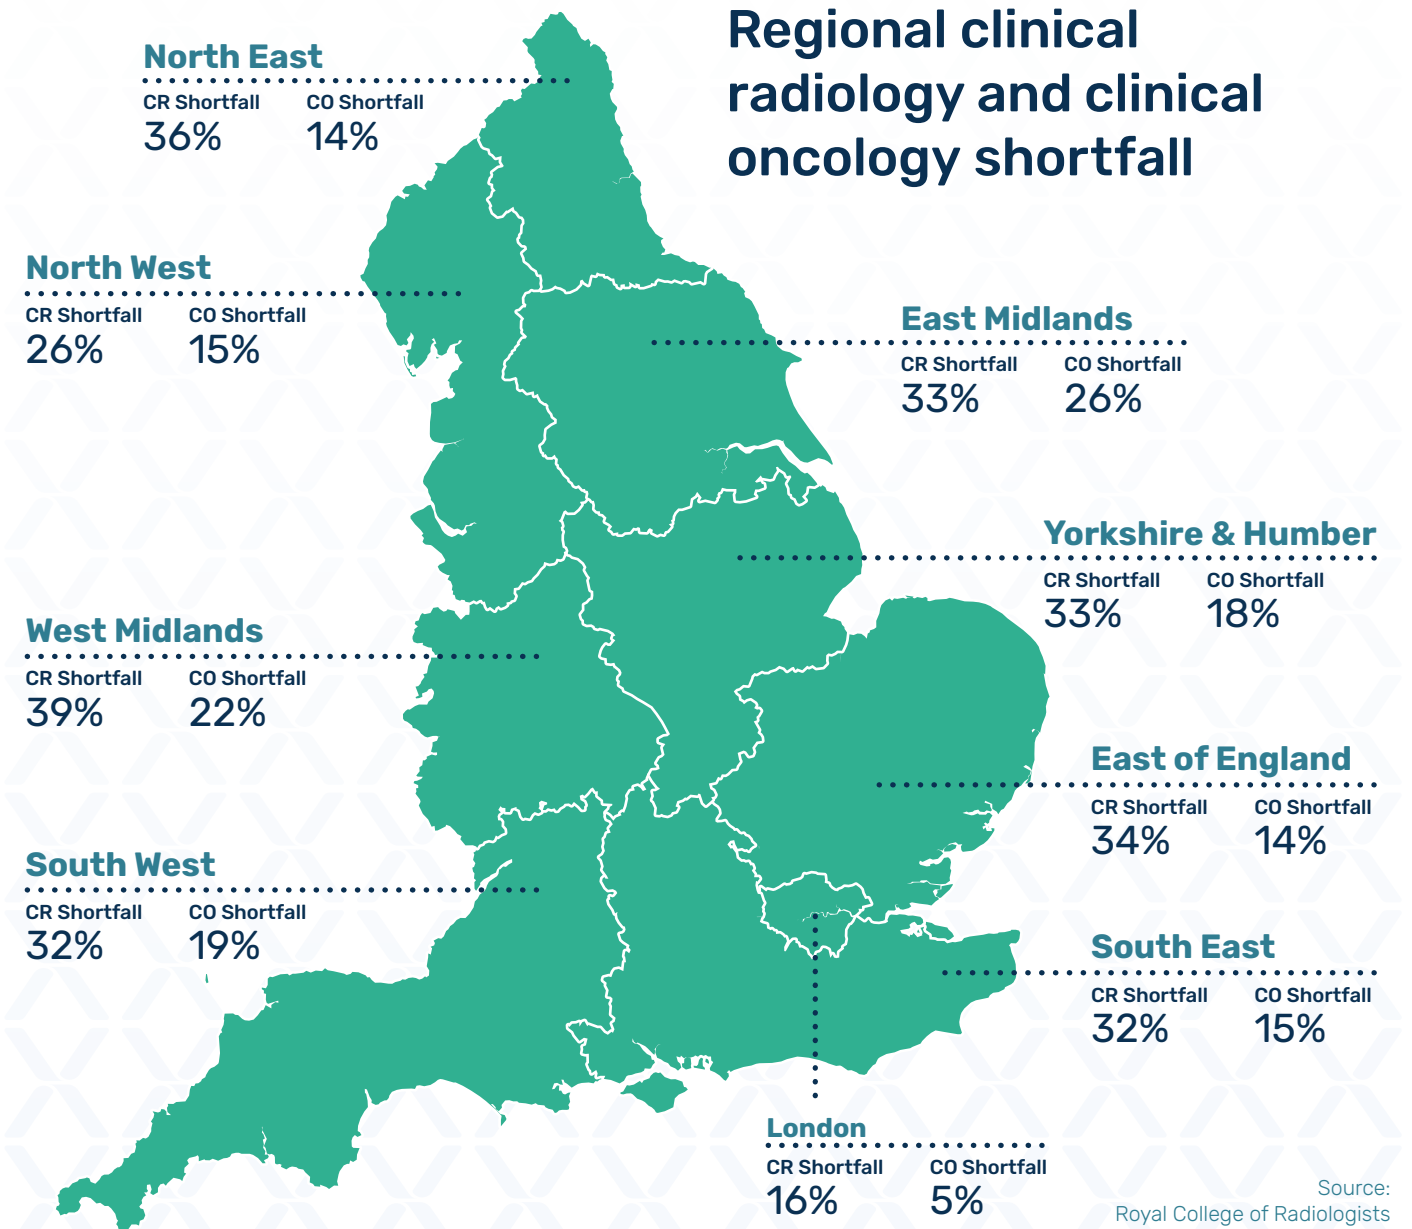 Regional clinical
radiology and clinical
oncology shortfall
North East
CR Shortfall CO Shortfall
36% 14%
North West
CR Shortfall CO Shortfall
26% 15%
East Midlands
CR Shortfall CO Shortfall
33% 26%
Yorkshire & Humber
CR Shortfall CO Shortfall
33% 18%
West Midlands
CR Shortfall CO Shortfall
39% 22%
East of England
CR Shortfall CO Shortfall
34% 14%
South West
CR Shortfall CO Shortfall
32% 19%
South East
CR Shortfall CO Shortfall
32% 15%
London
CR Shortfall CO Shortfall
16% 5%
Source:
Royal College of Radiologists